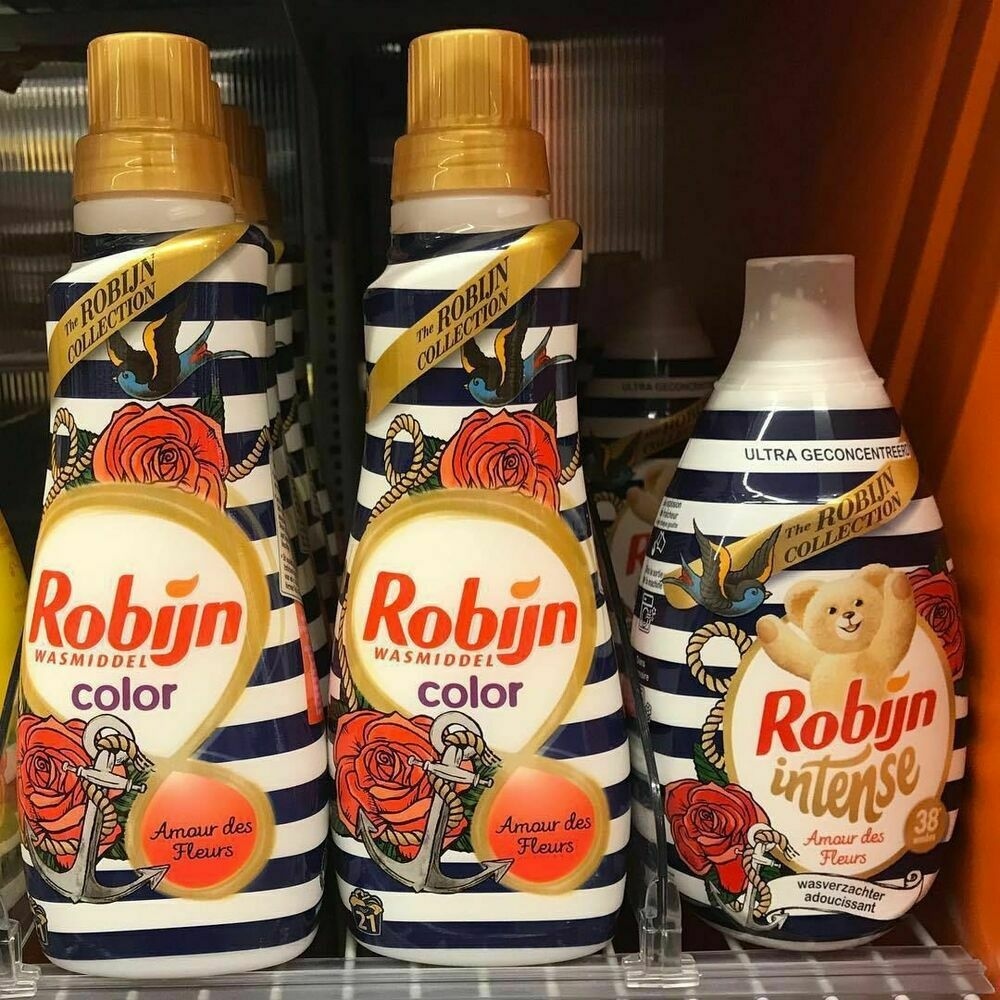 The ROBIJN
COLLECTION
Robijn
WASMIDDEL
color
Amour des
Fleurs
The ROBIJN
COLLECTION
Robijn
WASMIDDEL
color
Amour des
Fleurs
21
ULTRA GECONCENTREERD
The ROBIJN
COLLECTION
Robijn
intense
38
Amour des
Fleurs
wasverzachter
adoucissant